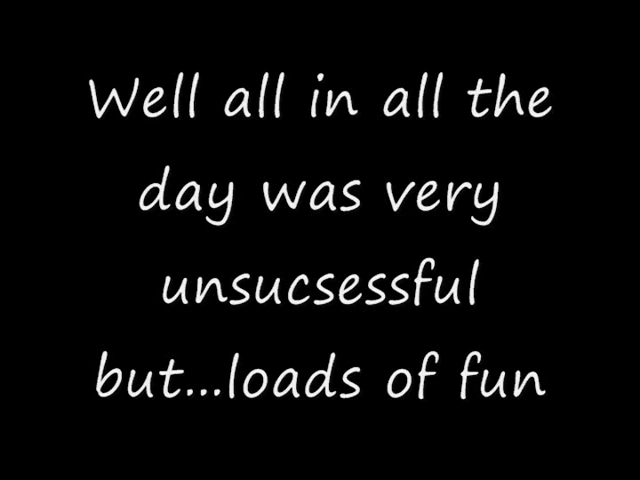 Well all in all the
day was very
unsucsessful
but...loads of fun